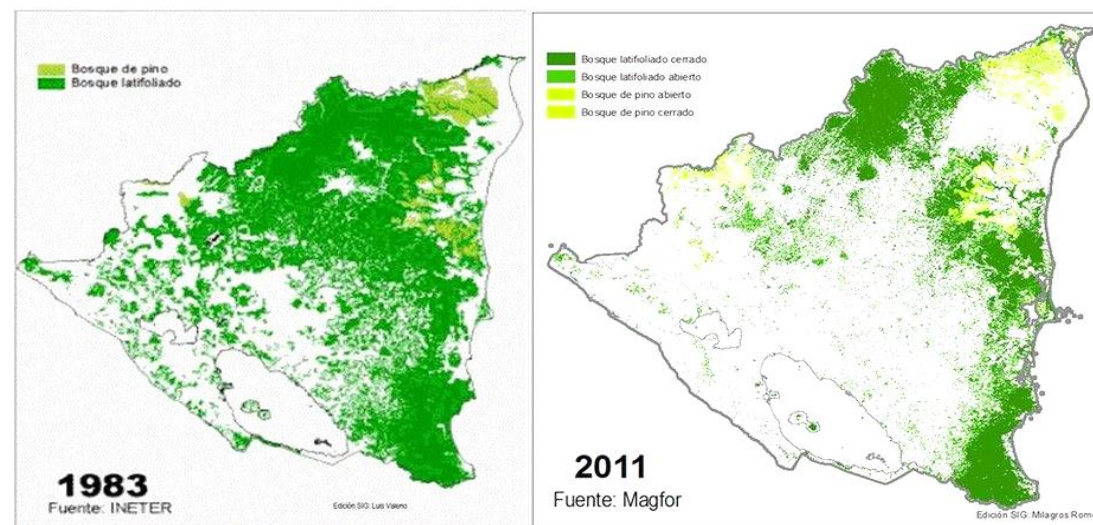 Bosque de pino
Bosque latifoliado
1983
Fuente: INETER
Edición SIG. Luis Valerio
Bosque latifoliado cerrado
Bosque latifoliado abierto
Bosque de pino abierto
Bosque de pino cerrado
2011
Fuente: Magfor
Edición SIG. Milagros Rom